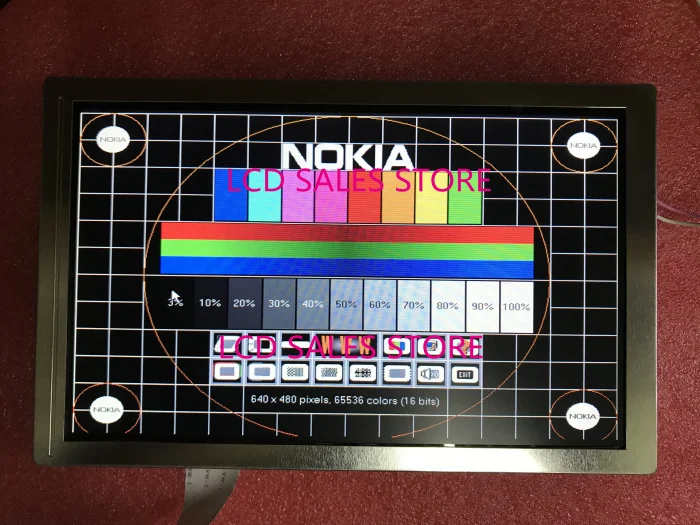 NOKIA NOKIA
NOKIA
LCD SALES STORE
3% 10% 20% 30% 40% 50% 60% 70% 80% 90% 100%
LCD SALES STORE
EXIT
640 x 480 pixels, 65536 colors (16 bits)
NOKIA NOKIA